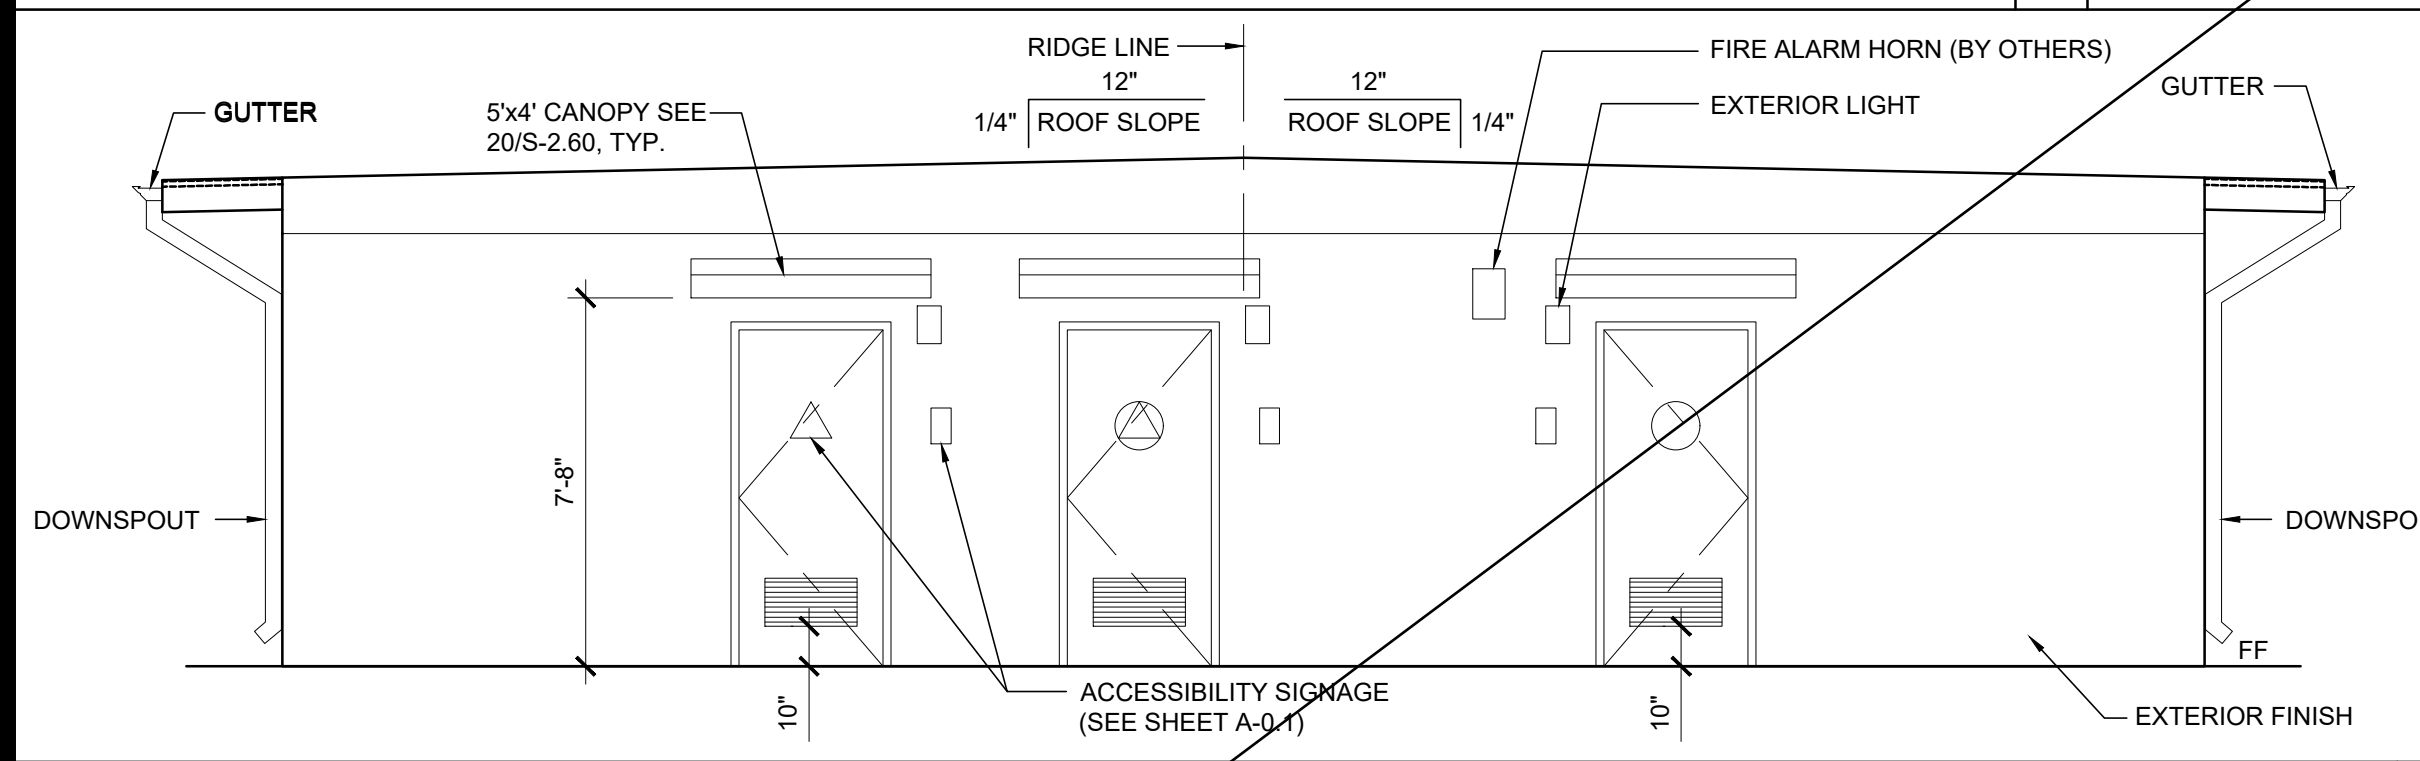 RIDGE LINE
FIRE ALARM HORN (BY OTHERS)
12"
12"
GUTTER
GUTTER
5'x4' CANOPY SEE
20/S-2.60, TYP.
EXTERIOR LIGHT
1/4"
ROOF SLOPE
ROOF SLOPE
1/4"
7'-8"
DOWNSPOUT
DOWNSPO
FF
10"
ACCESSIBILITY SIGNAGE
(SEE SHEET A-0.1)
10"
EXTERIOR FINISH